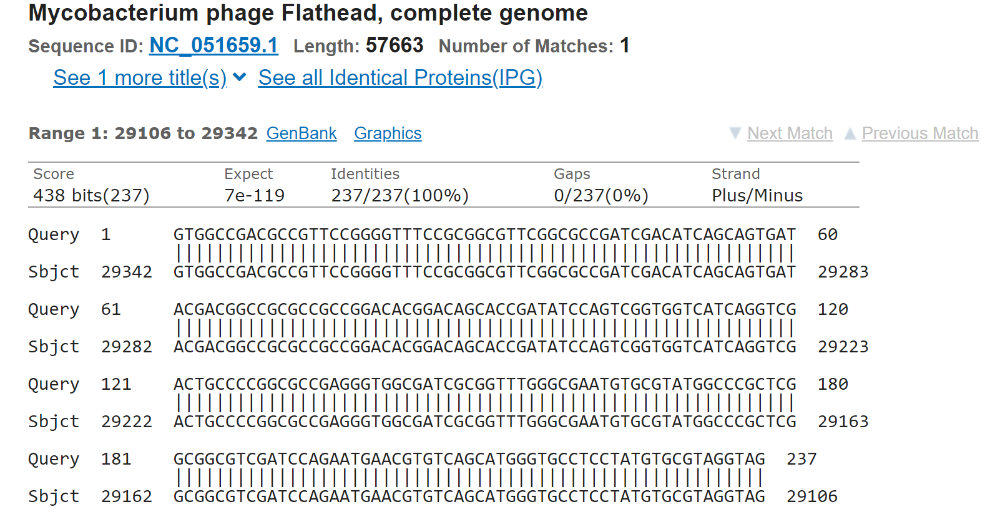 Mycobacterium phage Flathead, complete genome
Sequence ID: NC_051659.1 Length: 57663 Number of Matches: 1
See 1 more title(s) See all Identical Proteins(IPG)
Range 1: 29106 to 29342 GenBank Graphics Next Match Previous Match
Score Expect Identities Gaps Strand
438 bits(237) 7e-119 237/237(100%) 0/237(0%) Plus/Minus
Query 1 GTGGCCGACGCCGTTCCGGGGTTTCCGCGGCGTTCGGCGCCGATCGACATCAGCAGTGAT 60
||||||||||||||||||||||||||||||||||||||||||||||||||||||||||||
Sbjct 29342 GTGGCCGACGCCGTTCCGGGGTTTCCGCGGCGTTCGGCGCCGATCGACATCAGCAGTGAT 29283
Query 61 ACGACGGCCGCGCCGCCGGACACGGACAGCACCGATATCCAGTCGGTGGTCATCAGGTCG 120
||||||||||||||||||||||||||||||||||||||||||||||||||||||||||||
Sbjct 29282 ACGACGGCCGCGCCGCCGGACACGGACAGCACCGATATCCAGTCGGTGGTCATCAGGTCG 29223
Query 121 ACTGCCCCGGCGCCGAGGGTGGCGATCGCGGTTTGGGCGAATGTGCGTATGGCCCGCTCG 180
||||||||||||||||||||||||||||||||||||||||||||||||||||||||||||
Sbjct 29222 ACTGCCCCGGCGCCGAGGGTGGCGATCGCGGTTTGGGCGAATGTGCGTATGGCCCGCTCG 29163
Query 181 GCGGCGTCGATCCAGAATGAACGTGTCAGCATGGGTGCCTCCTATGTGCGTAGGTAG 237
|||||||||||||||||||||||||||||||||||||||||||||||||||||||||
Sbjct 29162 GCGGCGTCGATCCAGAATGAACGTGTCAGCATGGGTGCCTCCTATGTGCGTAGGTAG 29106